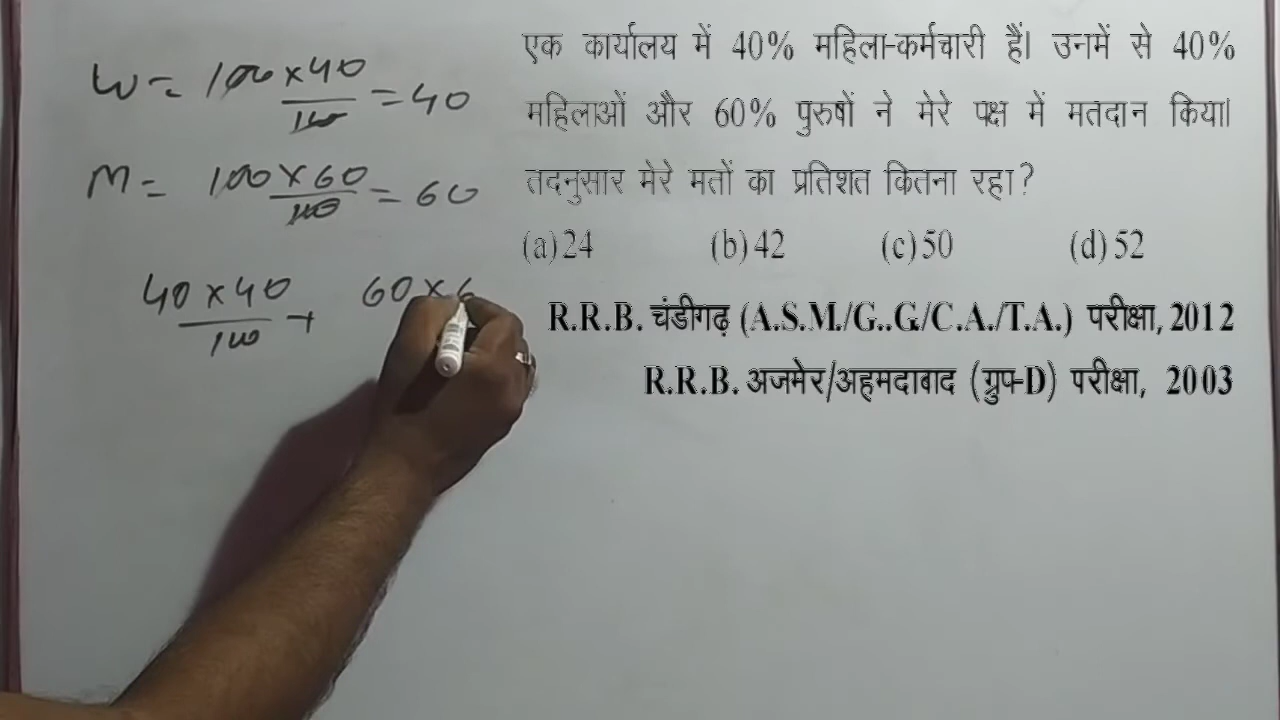 W = 100 × 40 / 100 = 40
M = 100 × 60 / 100 = 60
40 × 40 / 100 + 60 × 6
एक कार्यालय में 40% महिला-कर्मचारी हैं। उनमें से 40%
महिलाओं और 60% पुरुषों ने मेरे पक्ष में मतदान किया।
तदनुसार मेरे मतों का प्रतिशत कितना रहा?
(a) 24 (b) 42 (c) 50 (d) 52
R.R.B. चंडीगढ़ (A.S.M./G..G./C.A./T.A.) परीक्षा, 2012
R.R.B. अजमेर/अहमदाबाद (ग्रुप-D) परीक्षा, 2003